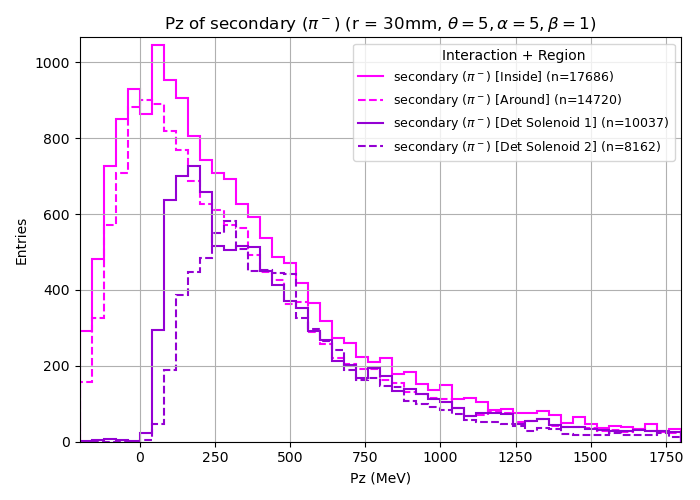 Pz of secondary (π⁻) (r = 30mm, θ = 5, α = 5, β = 1)
Interaction + Region
secondary (π⁻) [Inside] (n=17686)
secondary (π⁻) [Around] (n=14720)
secondary (π⁻) [Det Solenoid 1] (n=10037)
secondary (π⁻) [Det Solenoid 2] (n=8162)
Entries
1000
800
600
400
200
0
0 250 500 750 1000 1250 1500 1750
Pz (MeV)